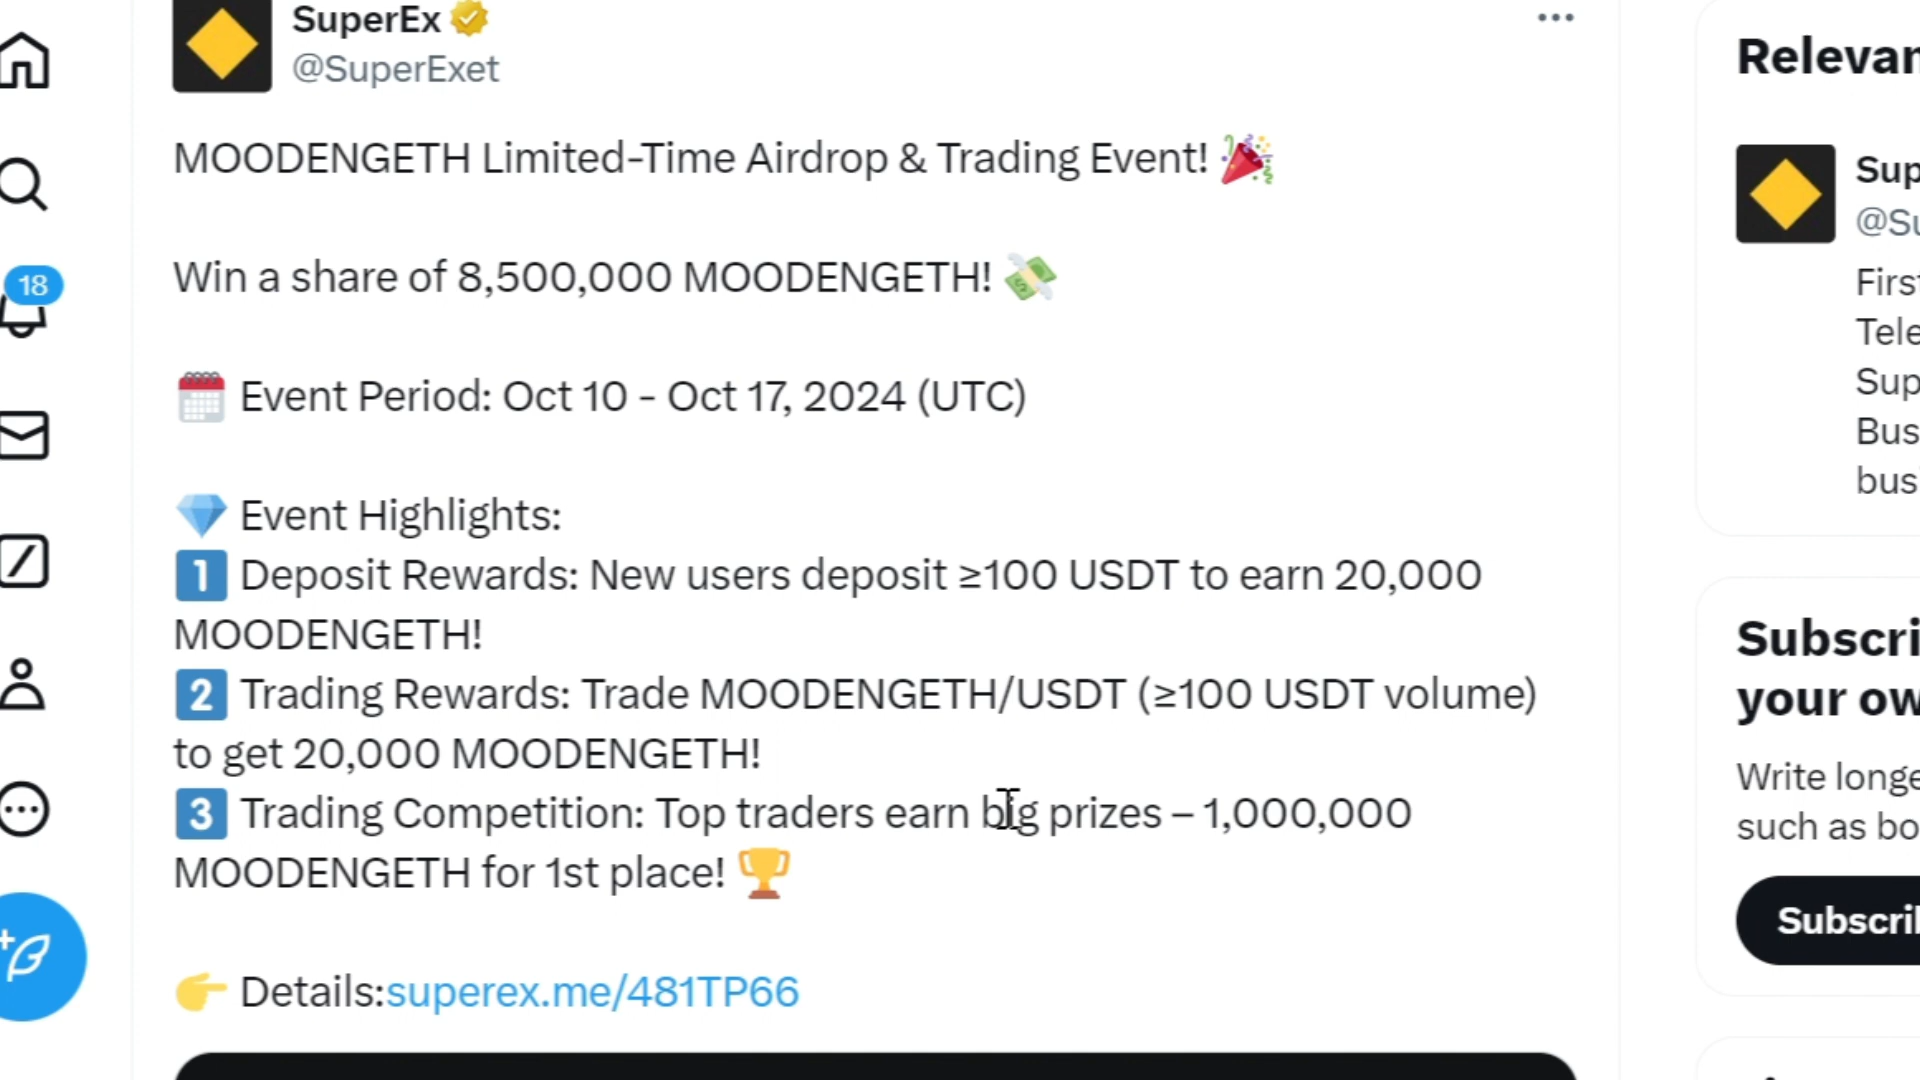 SuperEx
@SuperExet
MOODENGETH Limited-Time Airdrop & Trading Event! 🎉
Win a share of 8,500,000 MOODENGETH! 💸
🗓 Event Period: Oct 10 - Oct 17, 2024 (UTC)
💎 Event Highlights:
1️⃣ Deposit Rewards: New users deposit ≥100 USDT to earn 20,000
MOODENGETH!
2️⃣ Trading Rewards: Trade MOODENGETH/USDT (≥100 USDT volume)
to get 20,000 MOODENGETH!
3️⃣ Trading Competition: Top traders earn big prizes – 1,000,000
MOODENGETH for 1st place! 🏆
👉 Details:superex.me/481TP66
18
Relevan
Sup
@Su
First
Tele
Sup
Bus
busi
Subscri
your ow
Write longe
such as bo
Subscri